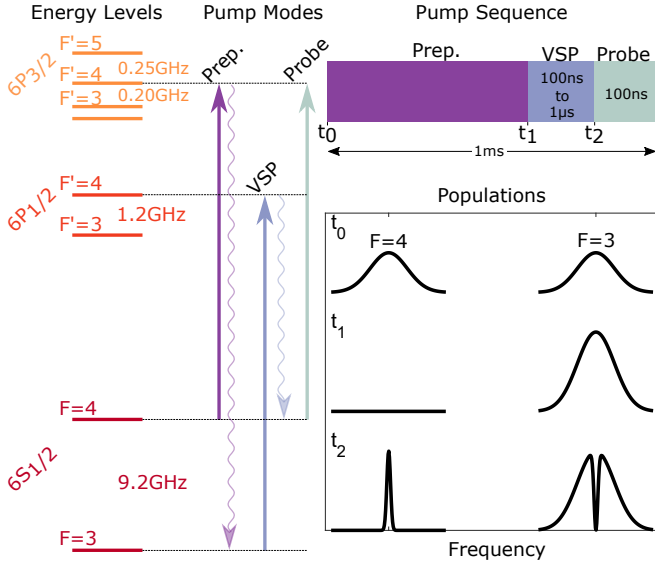 Energy Levels
Pump Modes
Pump Sequence
F'=5
6P3/2
F'=4
0.25GHz
F'=3
0.20GHz
Prep.
Probe
Prep.
VSP
Probe
100ns
to
1µs
100ns
t0
t1
t2
1ms
F'=4
6P1/2
1.2GHz
F'=3
VSP
Populations
t0
F=4
F=3
t1
t2
F=4
6S1/2
9.2GHz
F=3
Frequency